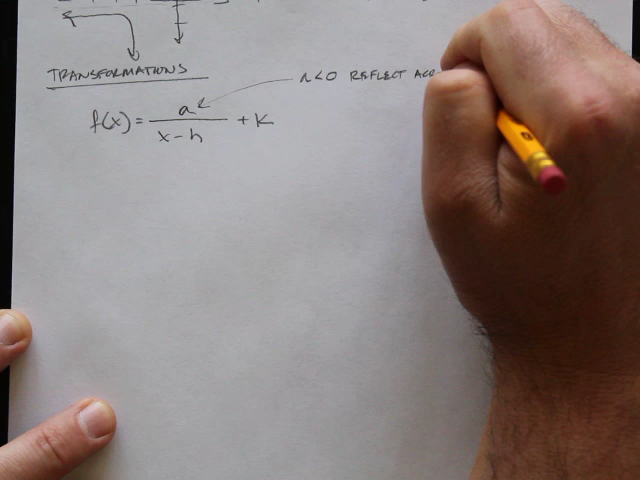 TRANSFORMATIONS
a<0 REFLECT
f(x) = a / (x-h) + K